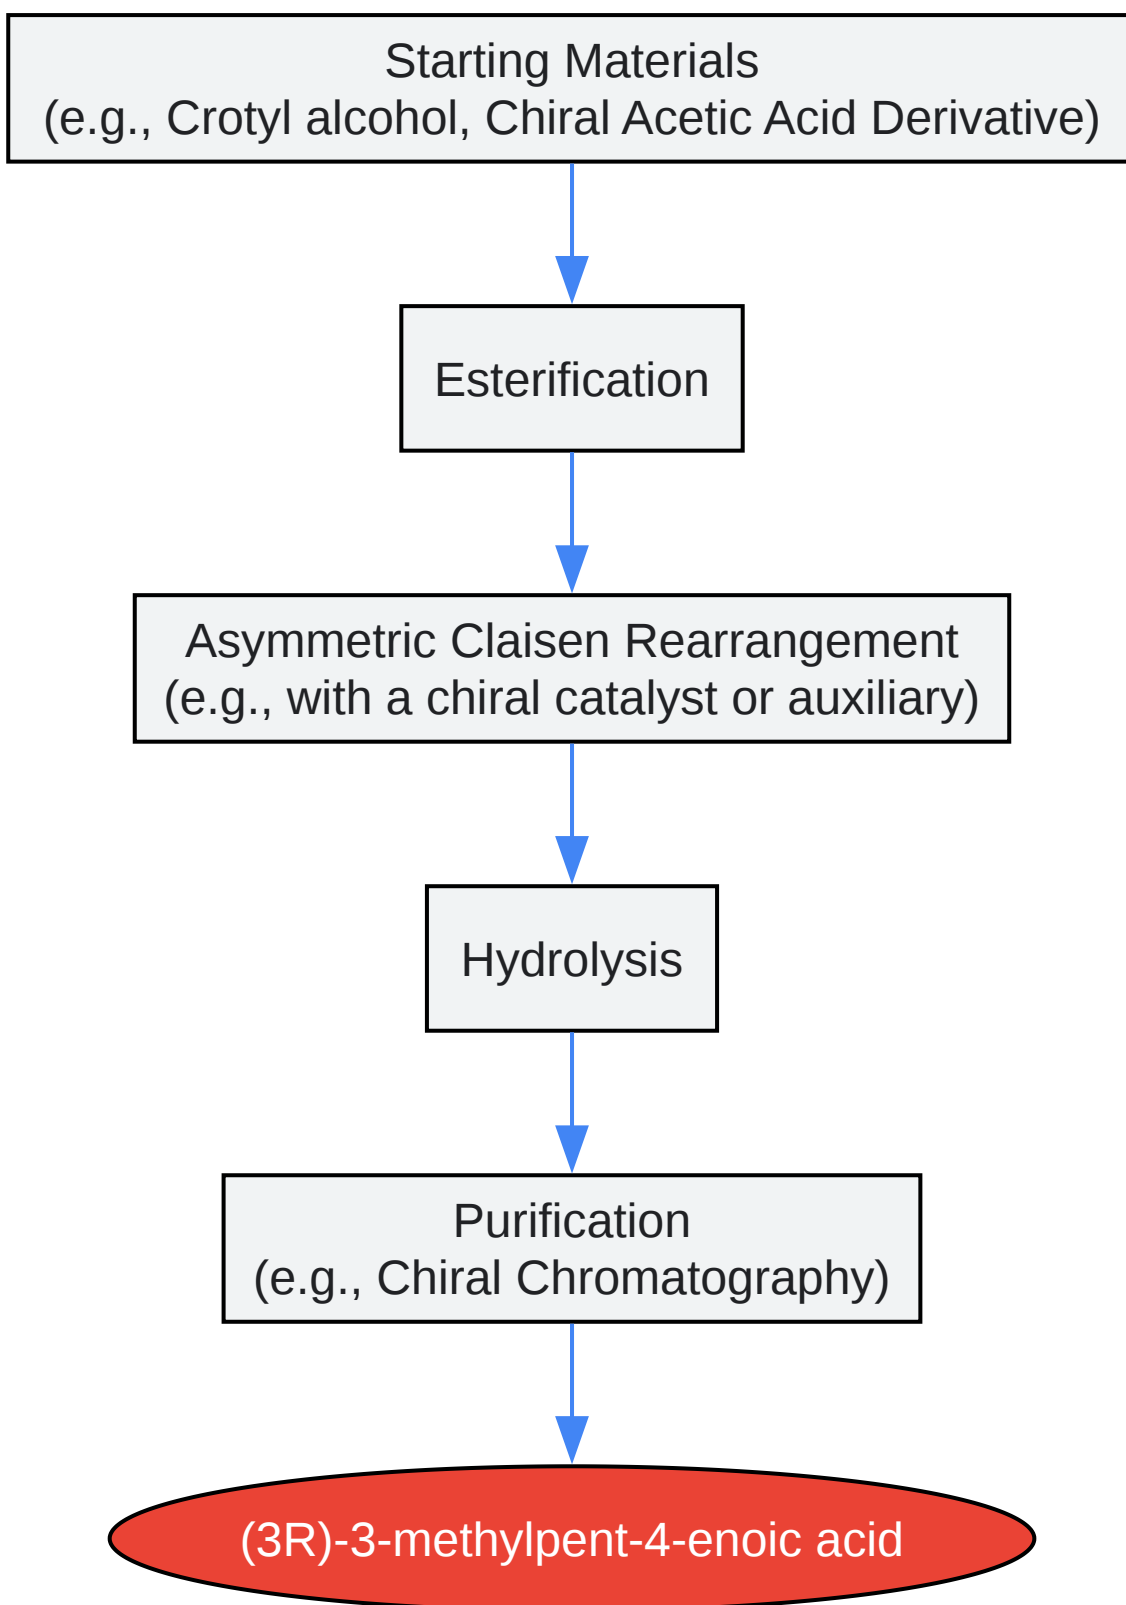 Starting Materials
(e.g., Crotyl alcohol, Chiral Acetic Acid Derivative)
Esterification
Asymmetric Claisen Rearrangement
(e.g., with a chiral catalyst or auxiliary)
Hydrolysis
Purification
(e.g., Chiral Chromatography)
(3R)-3-methylpent-4-enoic acid